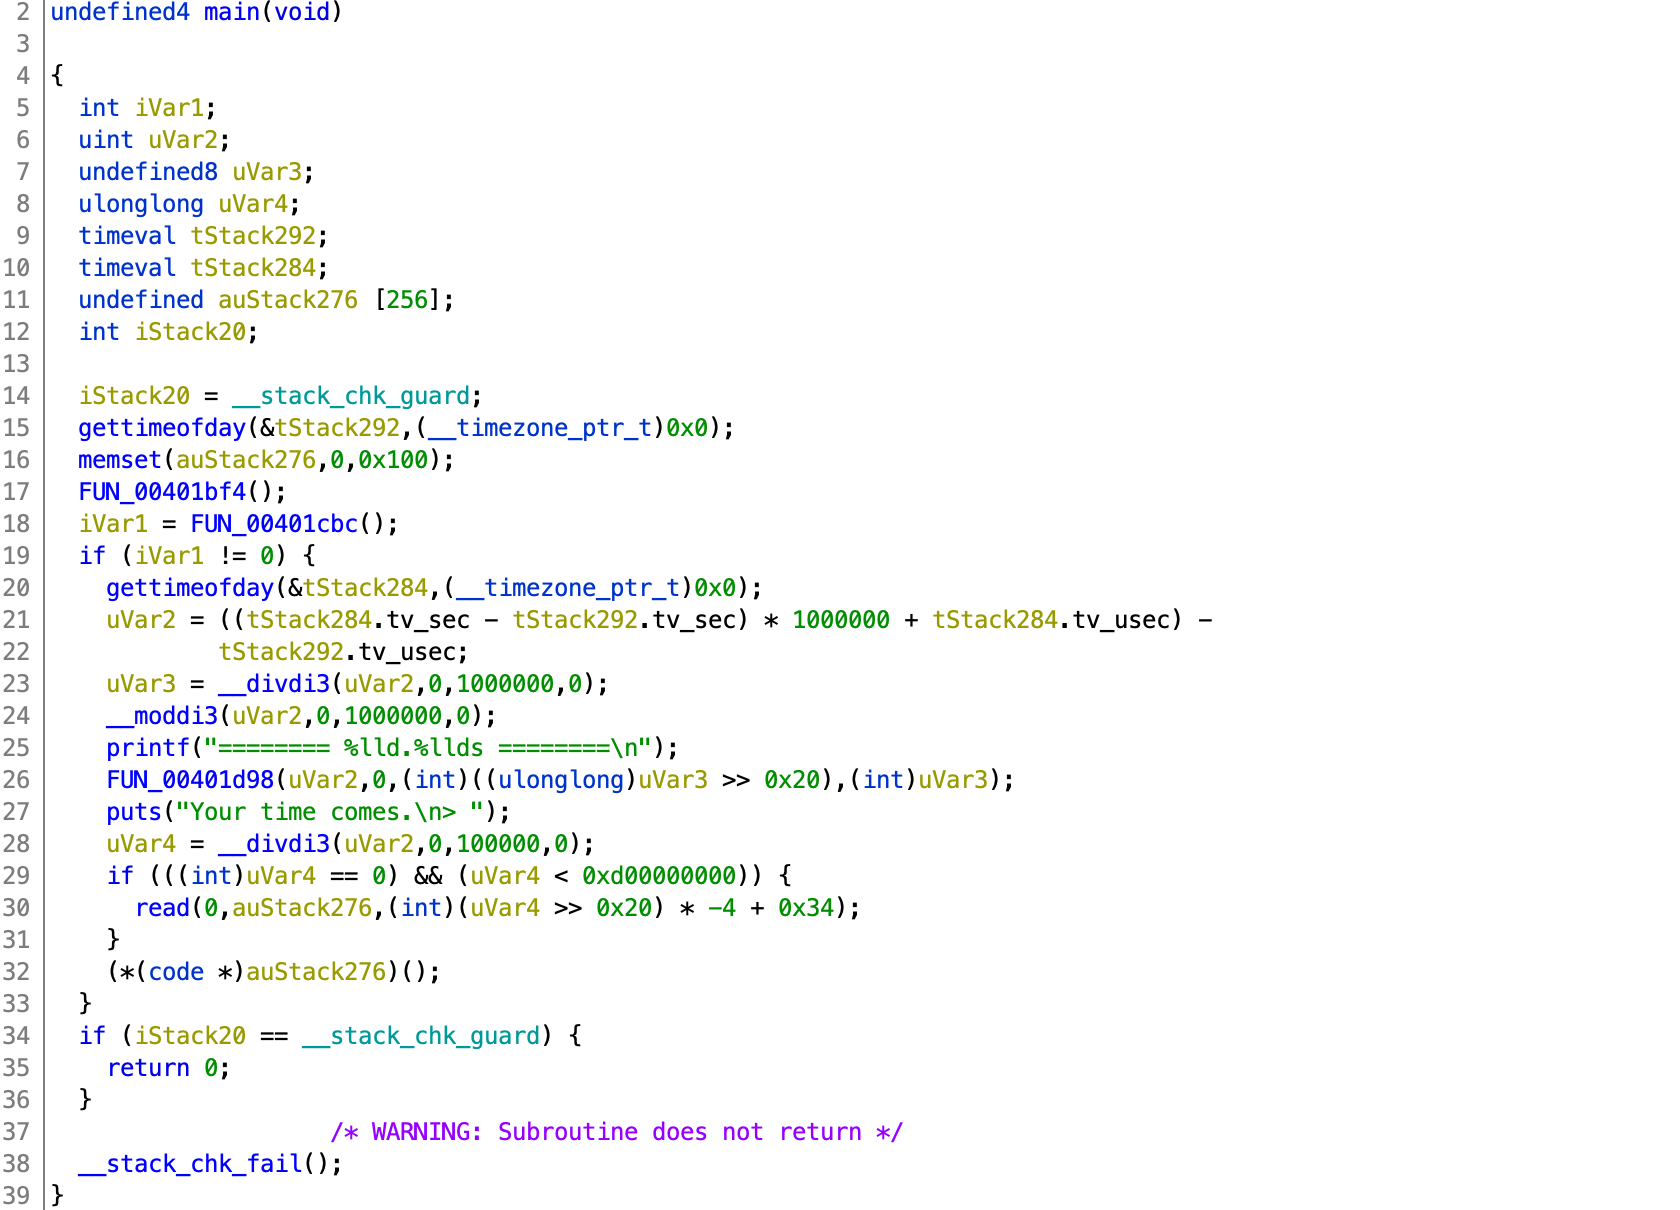 2 undefined4 main(void)
3
4 {
5   int iVar1;
6   uint uVar2;
7   undefined8 uVar3;
8   ulonglong uVar4;
9   timeval tStack292;
10   timeval tStack284;
11   undefined auStack276 [256];
12   int iStack20;
13
14   iStack20 = __stack_chk_guard;
15   gettimeofday(&tStack292,(__timezone_ptr_t)0x0);
16   memset(auStack276,0,0x100);
17   FUN_00401bf4();
18   iVar1 = FUN_00401cbc();
19   if (iVar1 != 0) {
20     gettimeofday(&tStack284,(__timezone_ptr_t)0x0);
21     uVar2 = ((tStack284.tv_sec - tStack292.tv_sec) * 1000000 + tStack284.tv_usec) -
22             tStack292.tv_usec;
23     uVar3 = __divdi3(uVar2,0,1000000,0);
24     __moddi3(uVar2,0,1000000,0);
25     printf("======== %lld.%llds ========\n");
26     FUN_00401d98(uVar2,0,(int)((ulonglong)uVar3 >> 0x20),(int)uVar3);
27     puts("Your time comes.\n> ");
28     uVar4 = __divdi3(uVar2,0,100000,0);
29     if (((int)uVar4 == 0) && (uVar4 < 0xd00000000)) {
30       read(0,auStack276,(int)(uVar4 >> 0x20) * -4 + 0x34);
31     }
32     (*(code *)auStack276)();
33   }
34   if (iStack20 == __stack_chk_guard) {
35     return 0;
36   }
37                     /* WARNING: Subroutine does not return */
38   __stack_chk_fail();
39 }